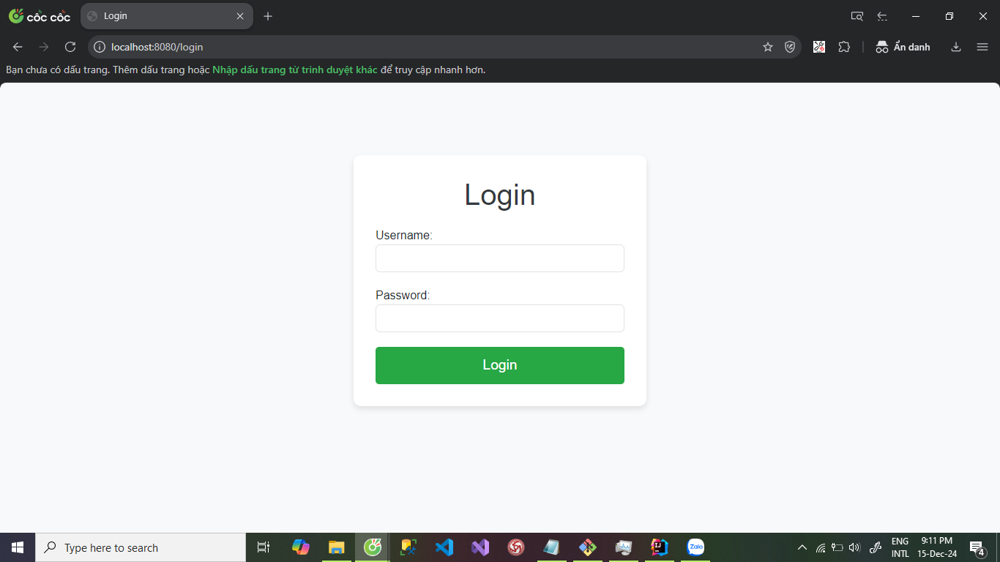 cốc cốc
Login
localhost:8080/login
Ẩn danh
Bạn chưa có dấu trang. Thêm dấu trang hoặc Nhập dấu trang từ trình duyệt khác để truy cập nhanh hơn.
Login
Username:
Password:
Login
Type here to search
Zalo
ENG
INTL
9:11 PM
15-Dec-24
4